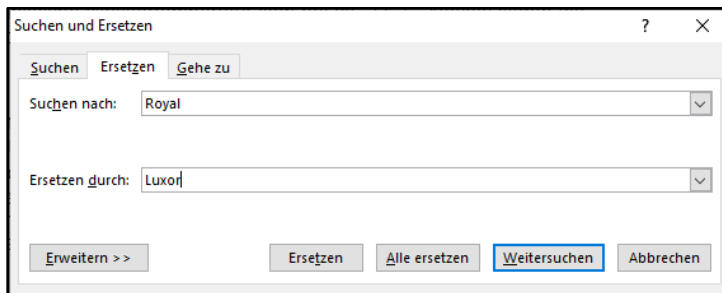 Suchen und Ersetzen ?
Suchen Ersetzen Gehe zu
Suchen nach: Royal
Ersetzen durch: Luxor
Erweitern >> Ersetzen Alle ersetzen Weitersuchen Abbrechen